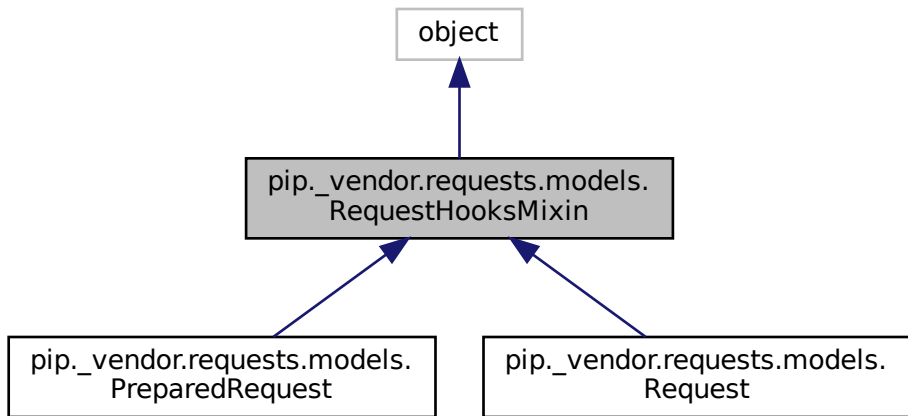 object
pip._vendor.requests.models.
RequestHooksMixin
pip._vendor.requests.models.
PreparedRequest
pip._vendor.requests.models.
Request